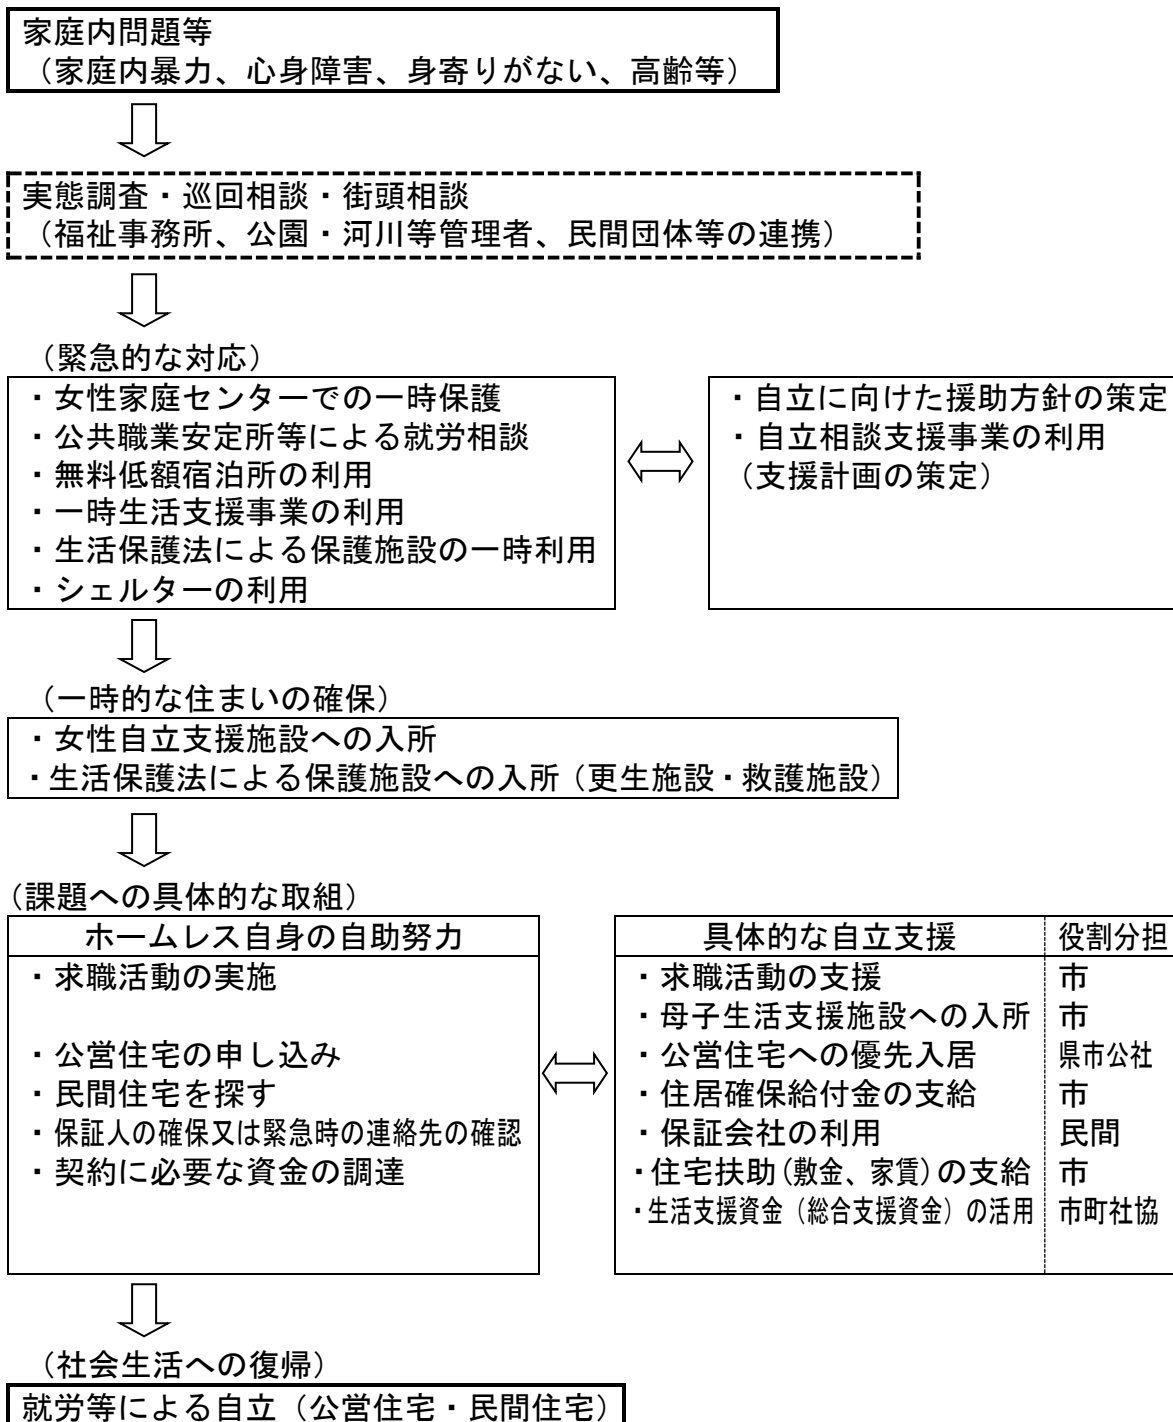 家庭内問題等
（家庭内暴力、心身障害、身寄りがない、高齢等）
実態調査・巡回相談・街頭相談
（福祉事務所、公園・河川等管理者、民間団体等の連携）
（緊急的な対応）
・女性家庭センターでの一時保護
・公共職業安定所等による就労相談
・無料低額宿泊所の利用
・一時生活支援事業の利用
・生活保護法による保護施設の一時利用
・シェルターの利用
・自立に向けた援助方針の策定
・自立相談支援事業の利用
（支援計画の策定）
（一時的な住まいの確保）
・女性自立支援施設への入所
・生活保護法による保護施設への入所（更生施設・救護施設）
（課題への具体的な取組）
ホームレス自身の自助努力
・求職活動の実施
・公営住宅の申し込み
・民間住宅を探す
・保証人の確保又は緊急時の連絡先の確認
・契約に必要な資金の調達
具体的な自立支援 役割分担
・求職活動の支援 市
・母子生活支援施設への入所 市
・公営住宅への優先入居 県市公社
・住居確保給付金の支給 市
・保証会社の利用 民間
・住宅扶助（敷金、家賃）の支給 市
・生活支援資金（総合支援資金）の活用 市町社協
（社会生活への復帰）
就労等による自立（公営住宅・民間住宅）